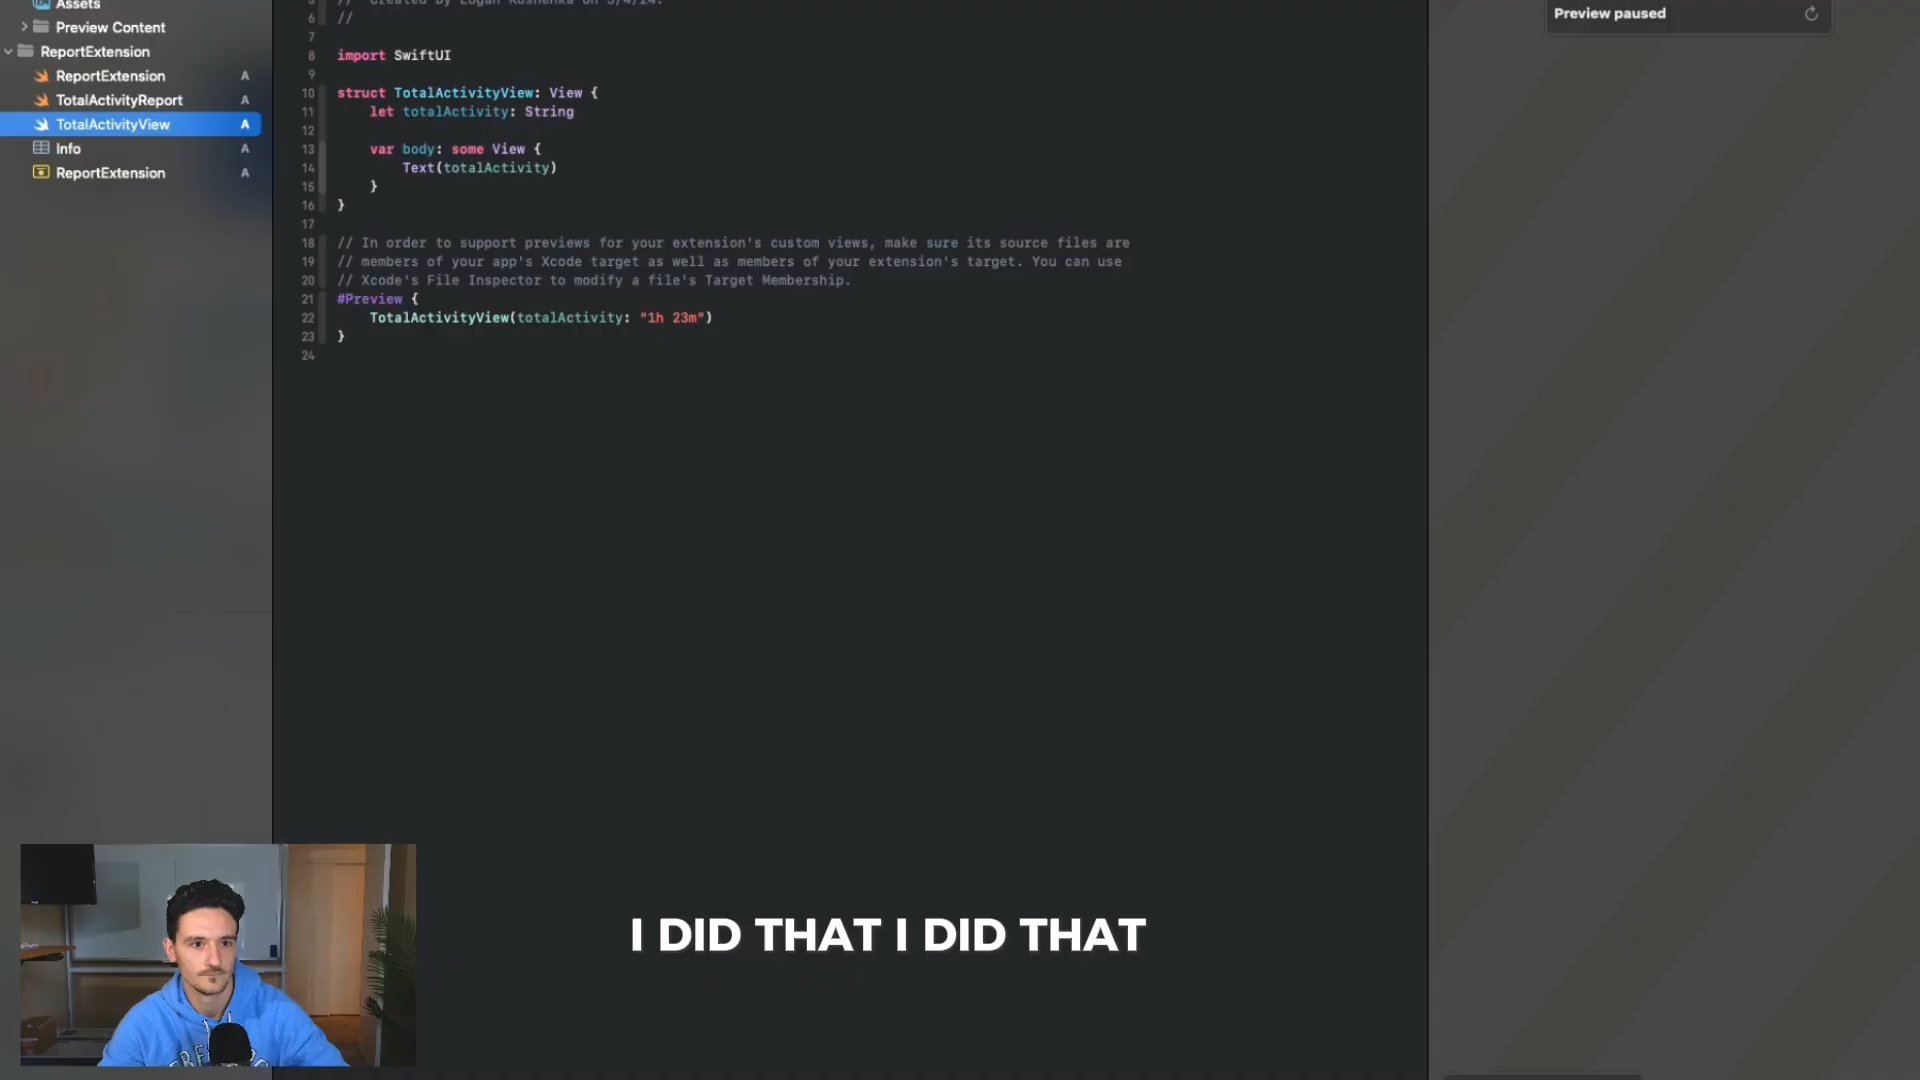 Assets
Preview Content
ReportExtension
ReportExtension A
TotalActivityReport A
TotalActivityView A
Info A
ReportExtension A
6 //
7
8 import SwiftUI
9
10 struct TotalActivityView: View {
11 let totalActivity: String
12
13 var body: some View {
14 Text(totalActivity)
15 }
16 }
17
18 // In order to support previews for your extension's custom views, make sure its source files are
19 // members of your app's Xcode target as well as members of your extension's target. You can use
20 // Xcode's File Inspector to modify a file's Target Membership.
21 #Preview {
22 TotalActivityView(totalActivity: "1h 23m")
23 }
24
Preview paused
I DID THAT I DID THAT